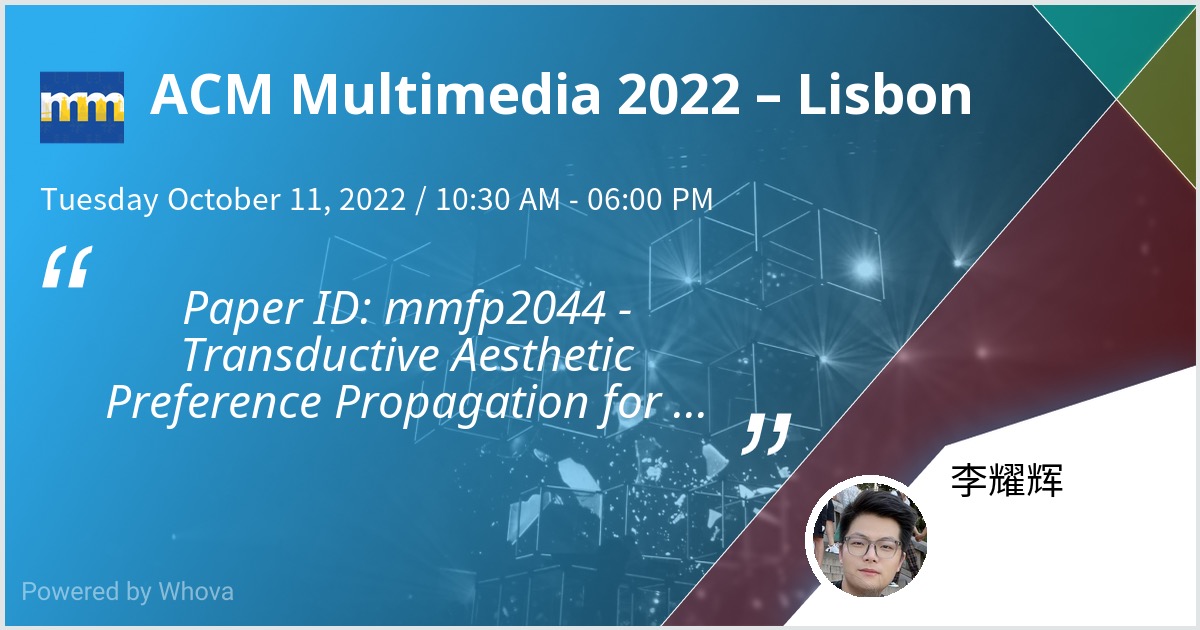 mm
ACM Multimedia 2022 – Lisbon
Tuesday October 11, 2022 / 10:30 AM - 06:00 PM
“
Paper ID: mmfp2044 -
Transductive Aesthetic
Preference Propagation for ...
”
李耀辉
Powered by Whova